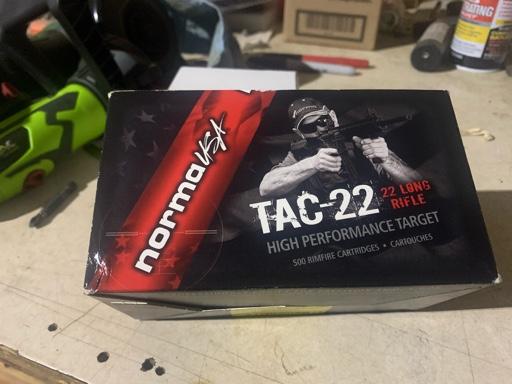 norma USA
TAC-22
22 LONG
RIFLE
HIGH PERFORMANCE TARGET
500 RIMFIRE CARTRIDGES • CARTOUCHES